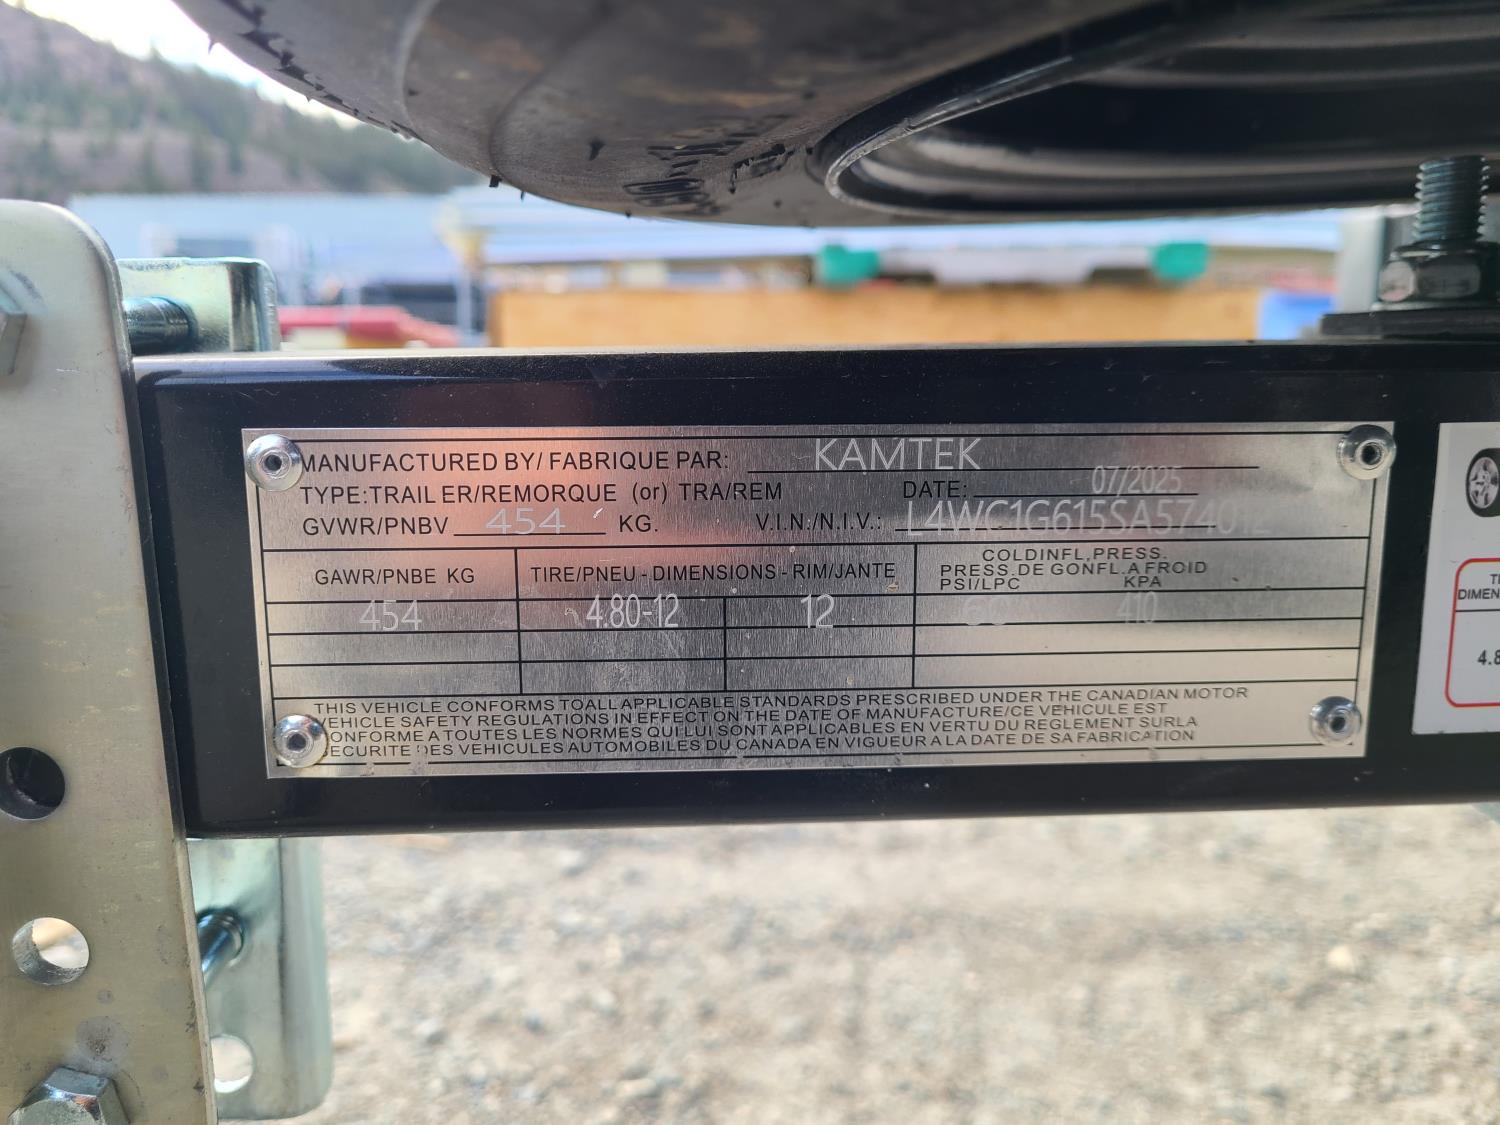 MANUFACTURED BY/ FABRIQUE PAR: KAMTEK
TYPE:TRAILER/REMORQUE (or) TRA/REM DATE: 07/2025
GVWR/PNBV 454 KG. V.I.N./N.I.V.: L4WC1G615SA574012
GAWR/PNBE KG TIRE/PNEU - DIMENSIONS - RIM/JANTE COLDINFL.PRESS.
PRESS.DE GONFL.A FROID
PSI/LPC KPA
454 4.80-12 12 60 410
THIS VEHICLE CONFORMS TOALL APPLICABLE STANDARDS PRESCRIBED UNDER THE CANADIAN MOTOR
VEHICLE SAFETY REGULATIONS IN EFFECT ON THE DATE OF MANUFACTURE/CE VEHICULE EST
CONFORME A TOUTES LES NORMES QUI LUI SONT APPLICABLES EN VERTU DU REGLEMENT SURLA
SECURITE DES VEHICULES AUTOMOBILES DU CANADA EN VIGUEUR A LA DATE DE SA FABRICATION